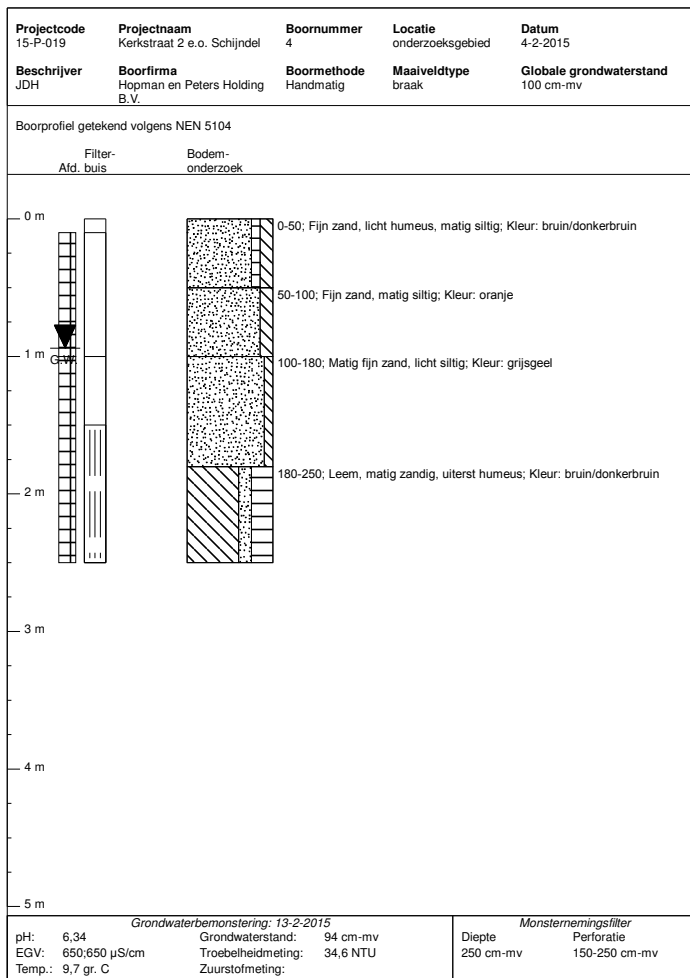 Projectcode Projectnaam Boornummer Locatie Datum
15-P-019 Kerkstraat 2 e.o. Schijndel 4 onderzoeksgebied 4-2-2015
Beschrijver Boorfirma Boormethode Maaiveldtype Globale grondwaterstand
JDH Hopman en Peters Holding B.V. Handmatig braak 100 cm-mv
Boorprofiel getekend volgens NEN 5104
Filter- Bodem-
Afd. buis onderzoek
0 m
0-50; Fijn zand, licht humeus, matig siltig; Kleur: bruin/donkerbruin
50-100; Fijn zand, matig siltig; Kleur: oranje
1 m
G.W.
100-180; Matig fijn zand, licht siltig; Kleur: grijsgeel
180-250; Leem, matig zandig, uiterst humeus; Kleur: bruin/donkerbruin
2 m
3 m
4 m
5 m
Grondwaterbemonstering: 13-2-2015 Monsternemingsfilter
pH: 6,34 Grondwaterstand: 94 cm-mv Diepte Perforatie
EGV: 650;650 µS/cm Troebelheidmeting: 34,6 NTU 250 cm-mv 150-250 cm-mv
Temp.: 9,7 gr. C Zuurstofmeting: